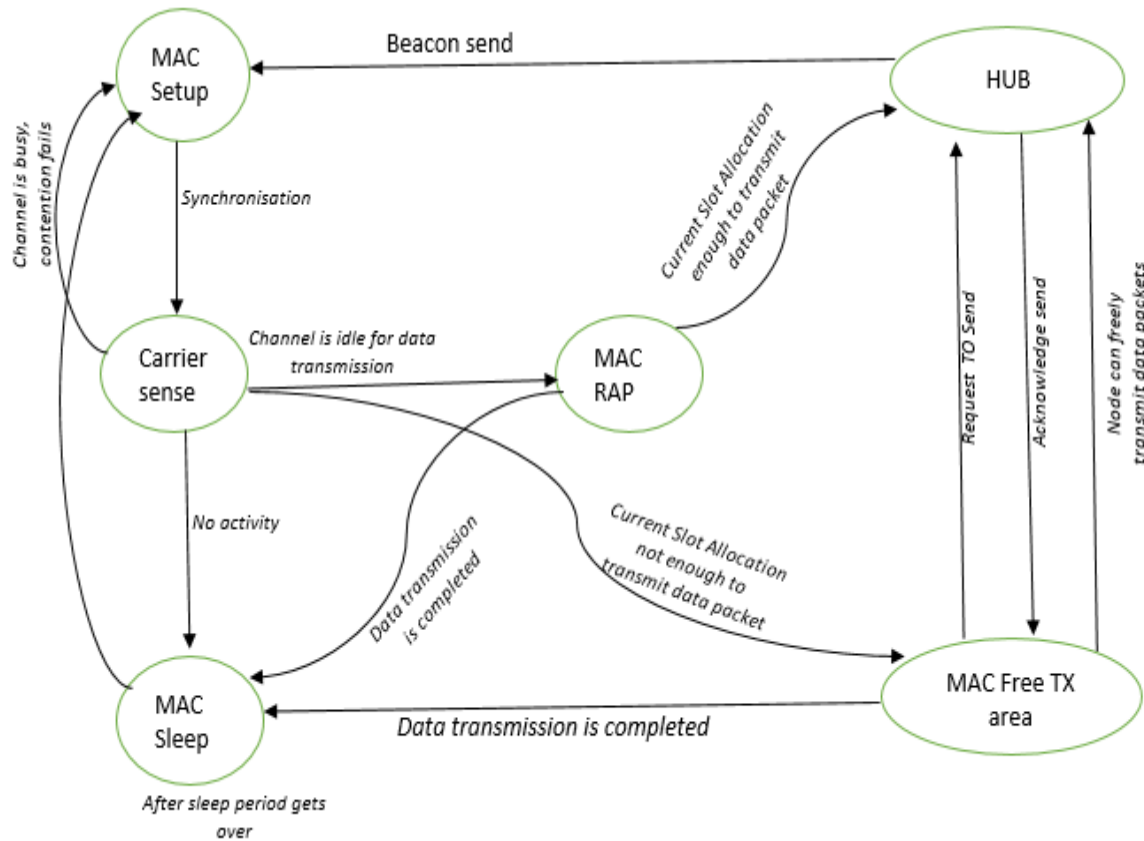 Beacon send
MAC
Setup
HUB
Channel is busy,
contention fails
Synchronisation
Current Slot Allocation
enough to transmit
data packet
Carrier
sense
Channel is idle for data
transmission
MAC
RAP
Request TO Send
Acknowledge send
Node can freely
transmit data packets
No activity
Data transmission
is completed
Current Slot Allocation
not enough to
transmit data packet
MAC
Sleep
Data transmission is completed
MAC Free TX
area
After sleep period gets
over